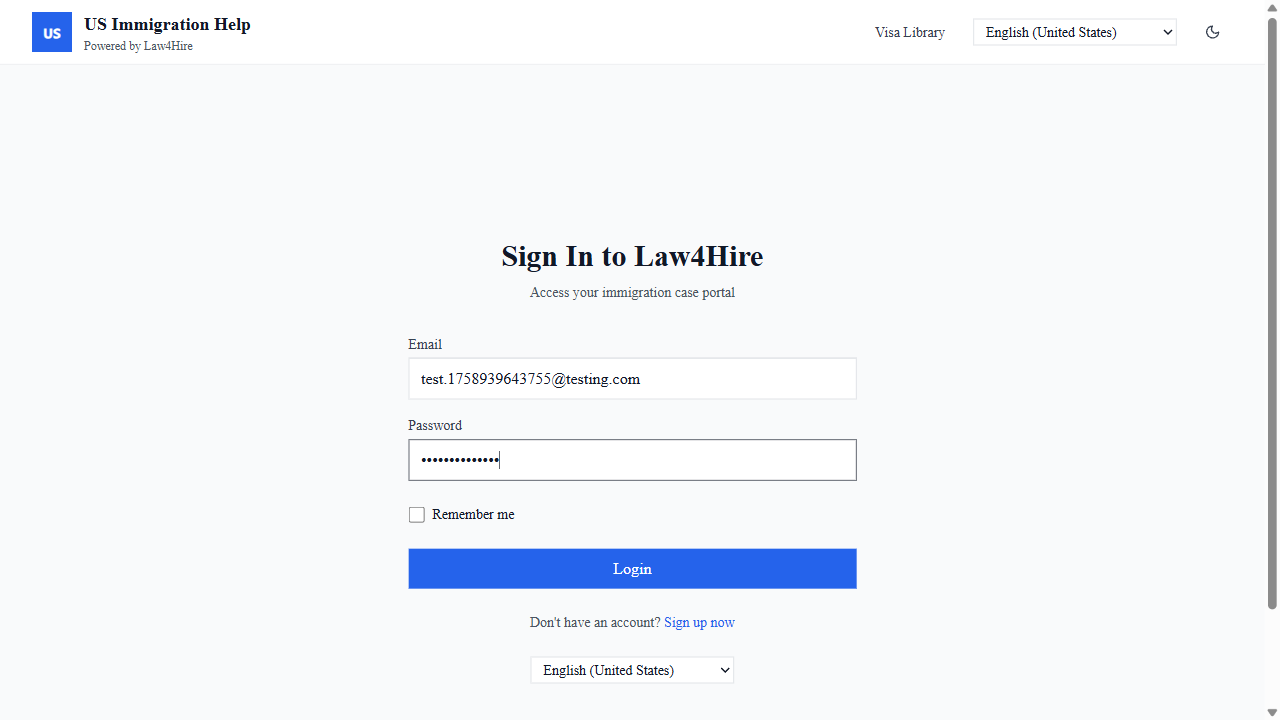 US
US Immigration Help
Powered by Law4Hire
Visa Library
English (United States)
Sign In to Law4Hire
Access your immigration case portal
Email
test.1758939643755@testing.com
Password
••••••••••••••
Remember me
Login
Don't have an account? Sign up now
English (United States)